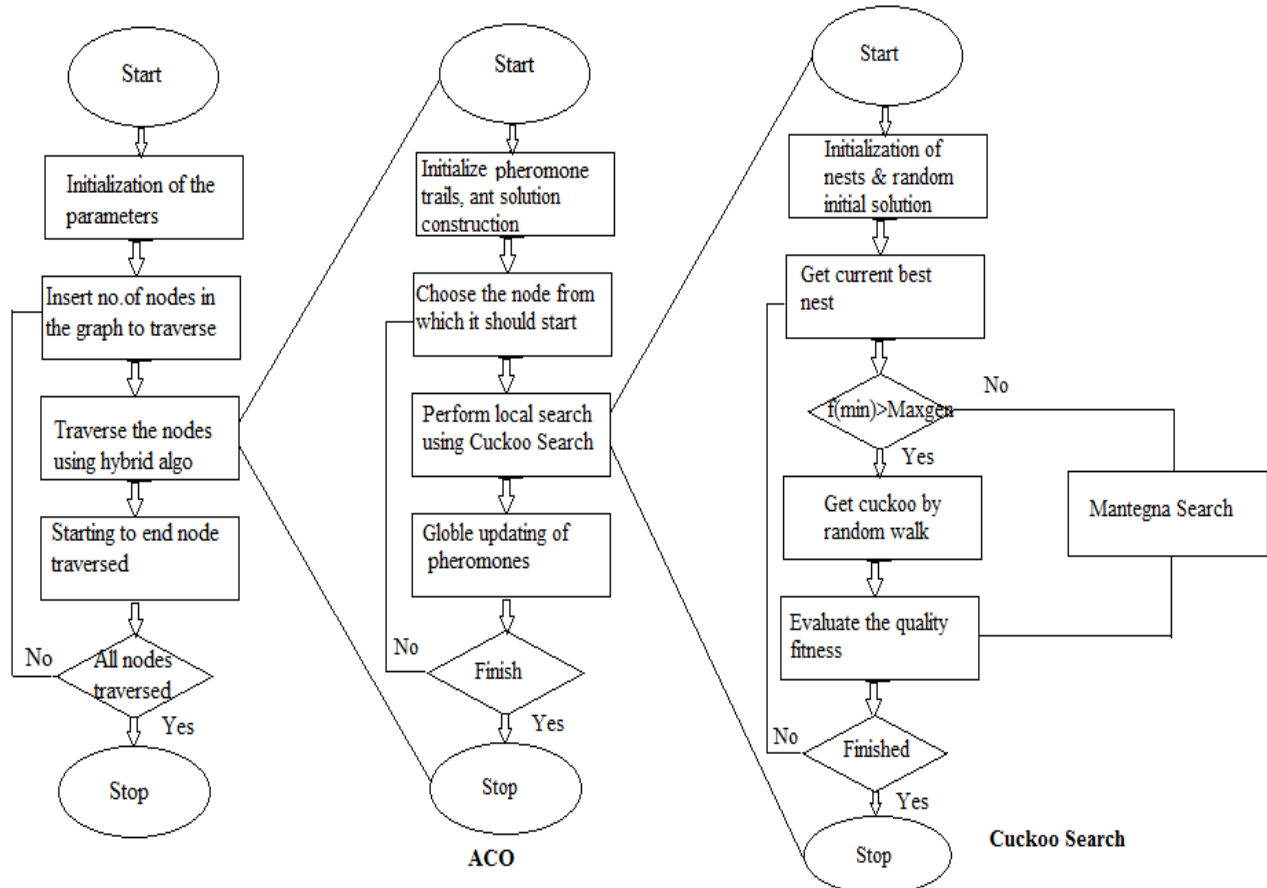 Start
Initialization of the
parameters
Insert no.of nodes in
the graph to traverse
Traverse the nodes
using hybrid algo
Starting to end node
traversed
No
All nodes
traversed
Yes
Stop
Start
Initialize pheromone
trails, ant solution
construction
Choose the node from
which it should start
Perform local search
using Cuckoo Search
Globle updating of
pheromones
No
Finish
Yes
Stop
ACO
Start
Initialization of
nests & random
initial solution
Get current best
nest
No
f(min)>Maxgen
Yes
Get cuckoo by
random walk
Mantegna Search
Evaluate the quality
fitness
No
Finished
Yes
Stop
Cuckoo Search